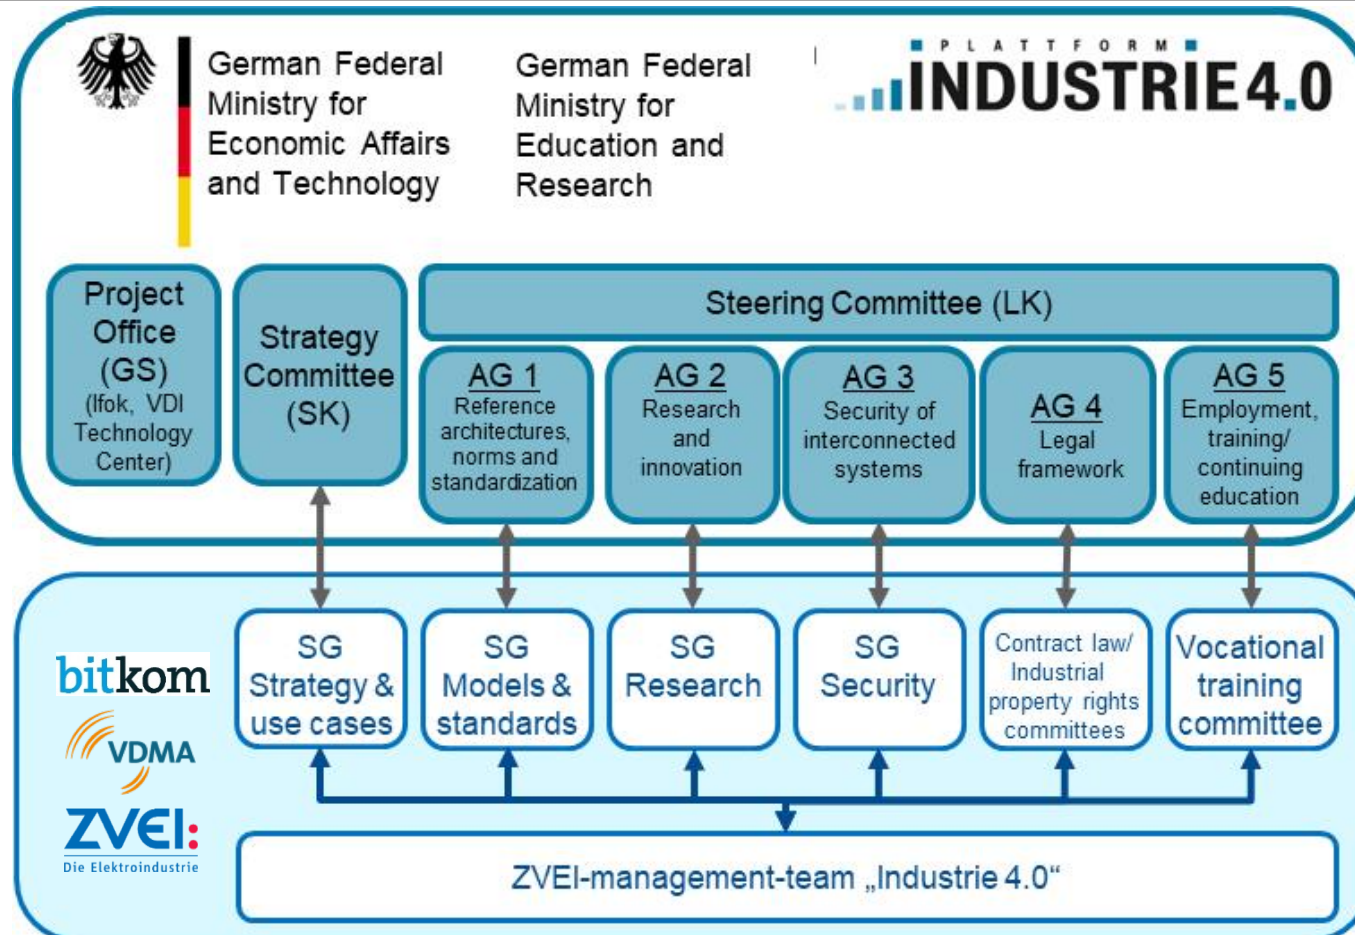 German Federal
Ministry for
Economic Affairs
and Technology
German Federal
Ministry for
Education and
Research
PLATTFORM
INDUSTRIE4.0
Project
Office
(GS)
(Ifok, VDI
Technology
Center)
Strategy
Committee
(SK)
Steering Committee (LK)
AG 1
Reference
architectures,
norms and
standardization
AG 2
Research
and
innovation
AG 3
Security of
interconnected
systems
AG 4
Legal
framework
AG 5
Employment,
training/
continuing
education
bitkom
VDMA
ZVEI:
Die Elektroindustrie
SG
Strategy &
use cases
SG
Models &
standards
SG
Research
SG
Security
Contract law/
Industrial
property rights
committees
Vocational
training
committee
ZVEI-management-team „Industrie 4.0“